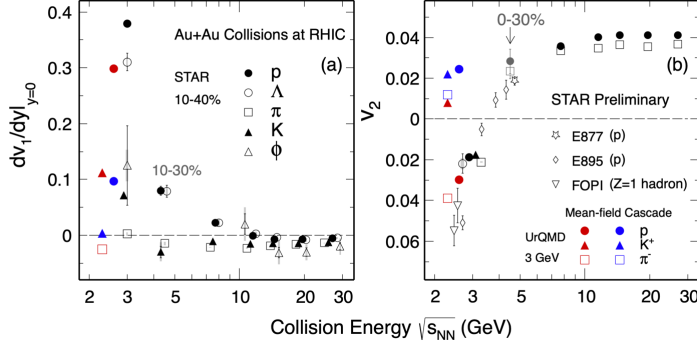 Au+Au Collisions at RHIC
(a)
STAR
10-40%
p
Λ
π
K
ϕ
10-30%
0.4
0.3
0.2
0.1
0
dv1/dy|y=0
2 3 4 5 10 20 30
0-30%
(b)
STAR Preliminary
E877 (p)
E895 (p)
FOPI (Z=1 hadron)
Mean-field Cascade
UrQMD
3 GeV
p
K+
π-
0.04
0.02
0
0.02
0.04
0.06
v2
2 3 4 5 10 20 30
Collision Energy √sNN (GeV)